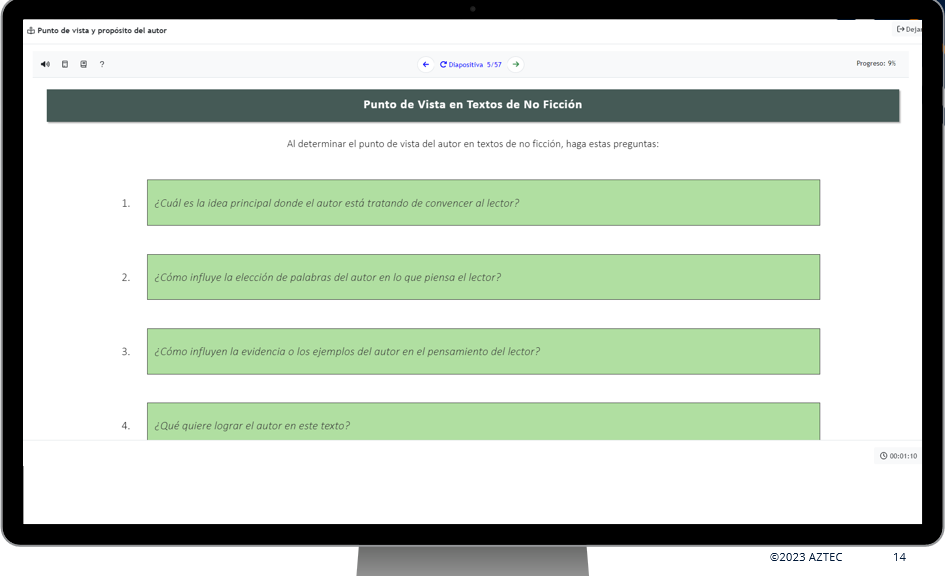 Punto de vista y propósito del autor
Dejar
?
Diapositiva 5/57
Progreso: 9%
Punto de Vista en Textos de No Ficción
Al determinar el punto de vista del autor en textos de no ficción, haga estas preguntas:
1. ¿Cuál es la idea principal donde el autor está tratando de convencer al lector?
2. ¿Cómo influye la elección de palabras del autor en lo que piensa el lector?
3. ¿Cómo influyen la evidencia o los ejemplos del autor en el pensamiento del lector?
4. ¿Qué quiere lograr el autor en este texto?
00:01:10
©2023 AZTEC 14